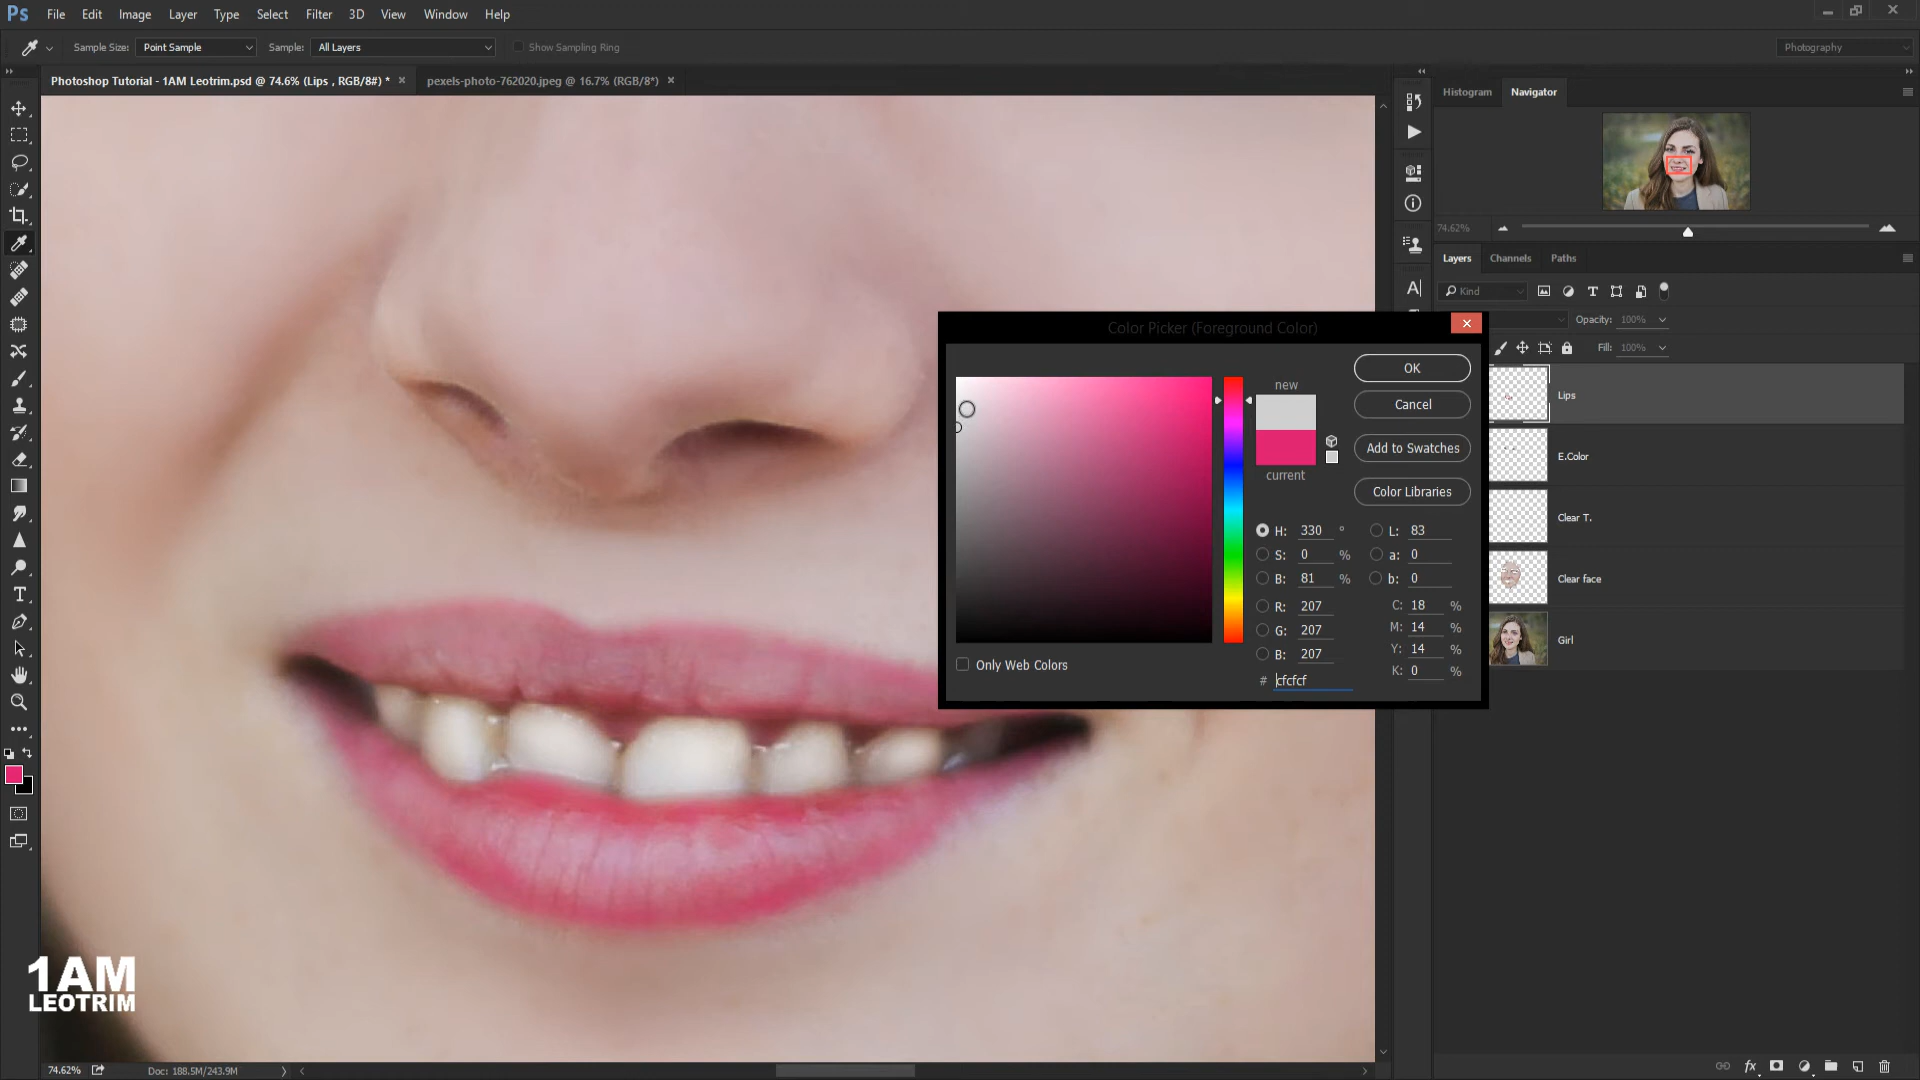 Ps File Edit Image Layer Type Select Filter 3D View Window Help
Sample Size: Point Sample Sample: All Layers Show Sampling Ring Photography
Photoshop Tutorial - 1AM Leotrim.psd @ 74.6% (Lips , RGB/8#) * pexels-photo-762020.jpeg @ 16.7% (RGB/8*)
Histogram Navigator
74.62%
Layers Channels Paths
Kind
Opacity: 100%
Fill: 100%
Lips
E.Color
Clear T.
Clear face
Girl
Color Picker (Foreground Color)
new
current
OK
Cancel
Add to Swatches
Color Libraries
H: 330 ° L: 83
S: 0 % a: 0
B: 81 % b: 0
R: 207 C: 18 %
G: 207 M: 14 %
B: 207 Y: 14 %
K: 0 %
# cfcfcf
Only Web Colors
1AM
LEOTRIM
74.62% Doc: 188.5M/243.9M